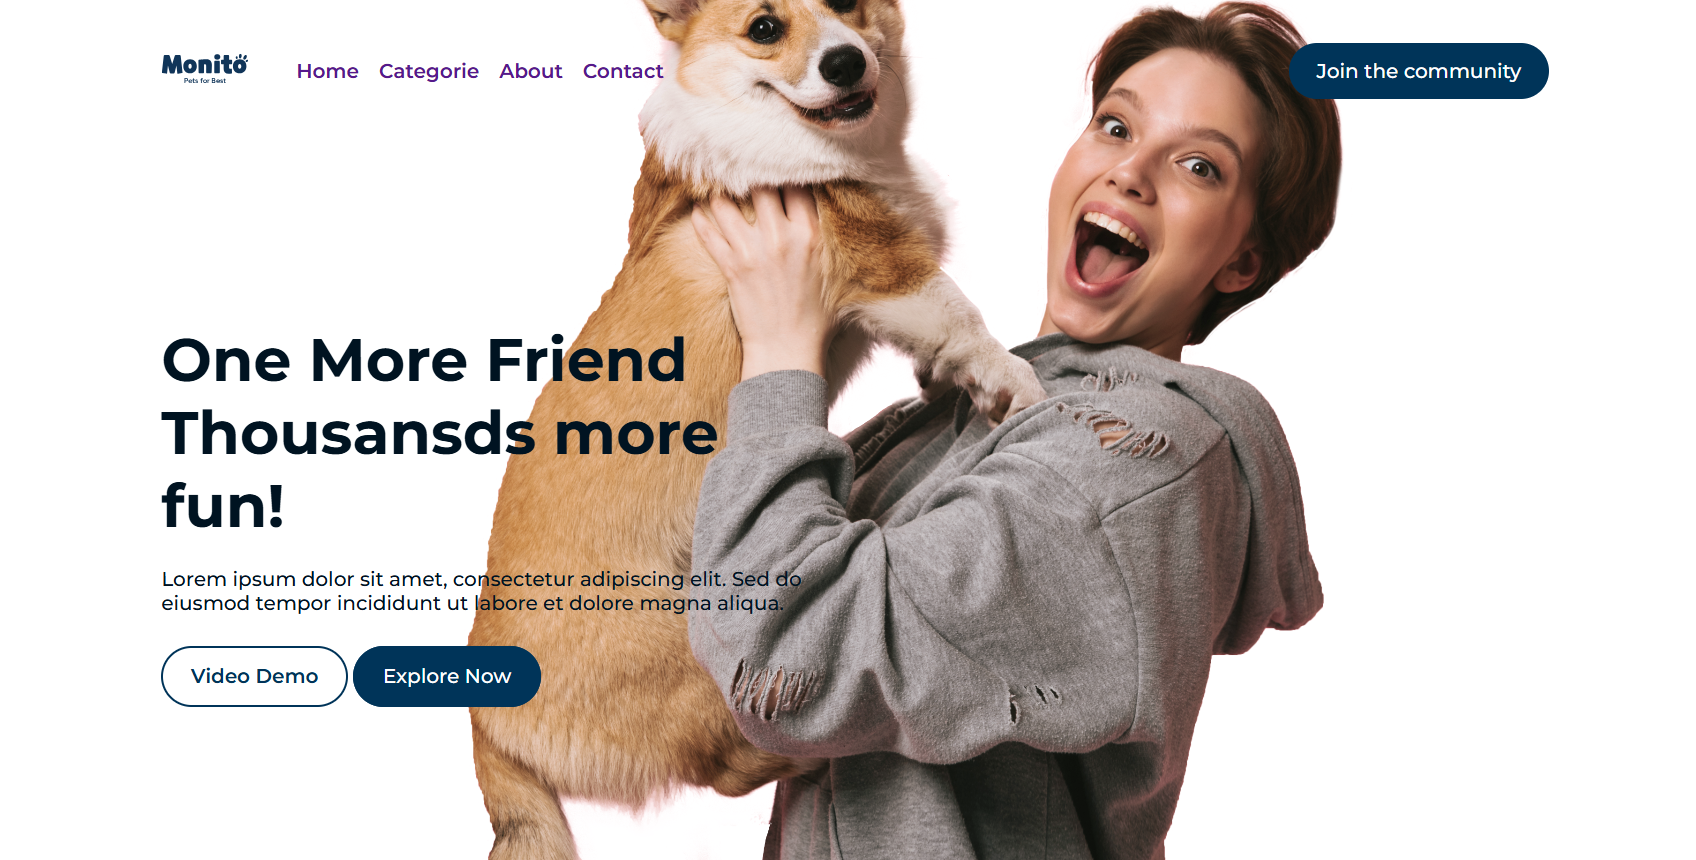 Monito
Pets for Best
Home Categorie About Contact
Join the community
One More Friend
Thousansds more
fun!
Lorem ipsum dolor sit amet, consectetur adipiscing elit. Sed do
eiusmod tempor incididunt ut labore et dolore magna aliqua.
Video Demo Explore Now